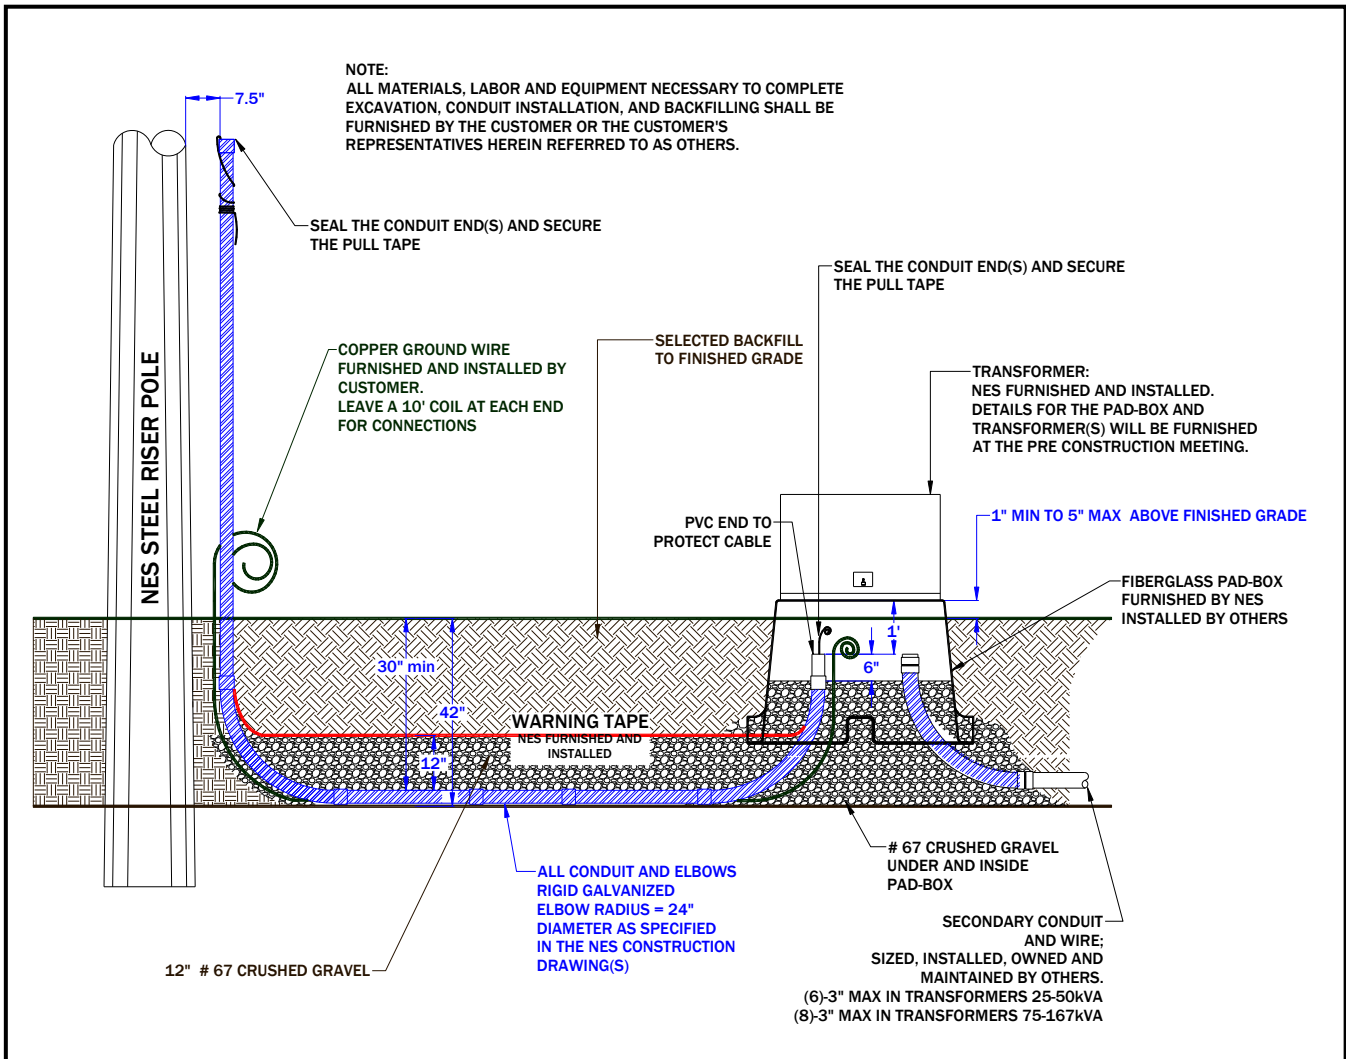 NOTE:
ALL MATERIALS, LABOR AND EQUIPMENT NECESSARY TO COMPLETE
EXCAVATION, CONDUIT INSTALLATION, AND BACKFILLING SHALL BE
FURNISHED BY THE CUSTOMER OR THE CUSTOMER'S
REPRESENTATIVES HEREIN REFERRED TO AS OTHERS.
7.5"
SEAL THE CONDUIT END(S) AND SECURE
THE PULL TAPE
SEAL THE CONDUIT END(S) AND SECURE
THE PULL TAPE
COPPER GROUND WIRE
FURNISHED AND INSTALLED BY
CUSTOMER.
LEAVE A 10' COIL AT EACH END
FOR CONNECTIONS
SELECTED BACKFILL
TO FINISHED GRADE
TRANSFORMER:
NES FURNISHED AND INSTALLED.
DETAILS FOR THE PAD-BOX AND
TRANSFORMER(S) WILL BE FURNISHED
AT THE PRE CONSTRUCTION MEETING.
NES STEEL RISER POLE
PVC END TO
PROTECT CABLE
1" MIN TO 5" MAX  ABOVE FINISHED GRADE
FIBERGLASS PAD-BOX
FURNISHED BY NES
INSTALLED BY OTHERS
1'
6"
30" min
42"
12"
WARNING TAPE
NES FURNISHED AND
INSTALLED
# 67 CRUSHED GRAVEL
UNDER AND INSIDE
PAD-BOX
ALL CONDUIT AND ELBOWS
RIGID GALVANIZED
ELBOW RADIUS = 24"
DIAMETER AS SPECIFIED
IN THE NES CONSTRUCTION
DRAWING(S)
12"  # 67 CRUSHED GRAVEL
SECONDARY CONDUIT
AND WIRE;
SIZED, INSTALLED, OWNED AND
MAINTAINED BY OTHERS.
(6)-3" MAX IN TRANSFORMERS 25-50kVA
(8)-3" MAX IN TRANSFORMERS 75-167kVA